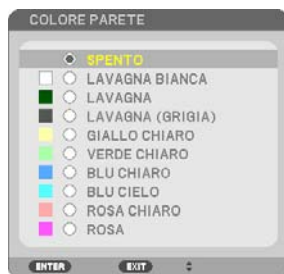 COLORE PARETE
SPENTO
LAVAGNA BIANCA
LAVAGNA
LAVAGNA (GRIGIA)
GIALLO CHIARO
VERDE CHIARO
BLU CHIARO
BLU CIELO
ROSA CHIARO
ROSA
ENTER EXIT